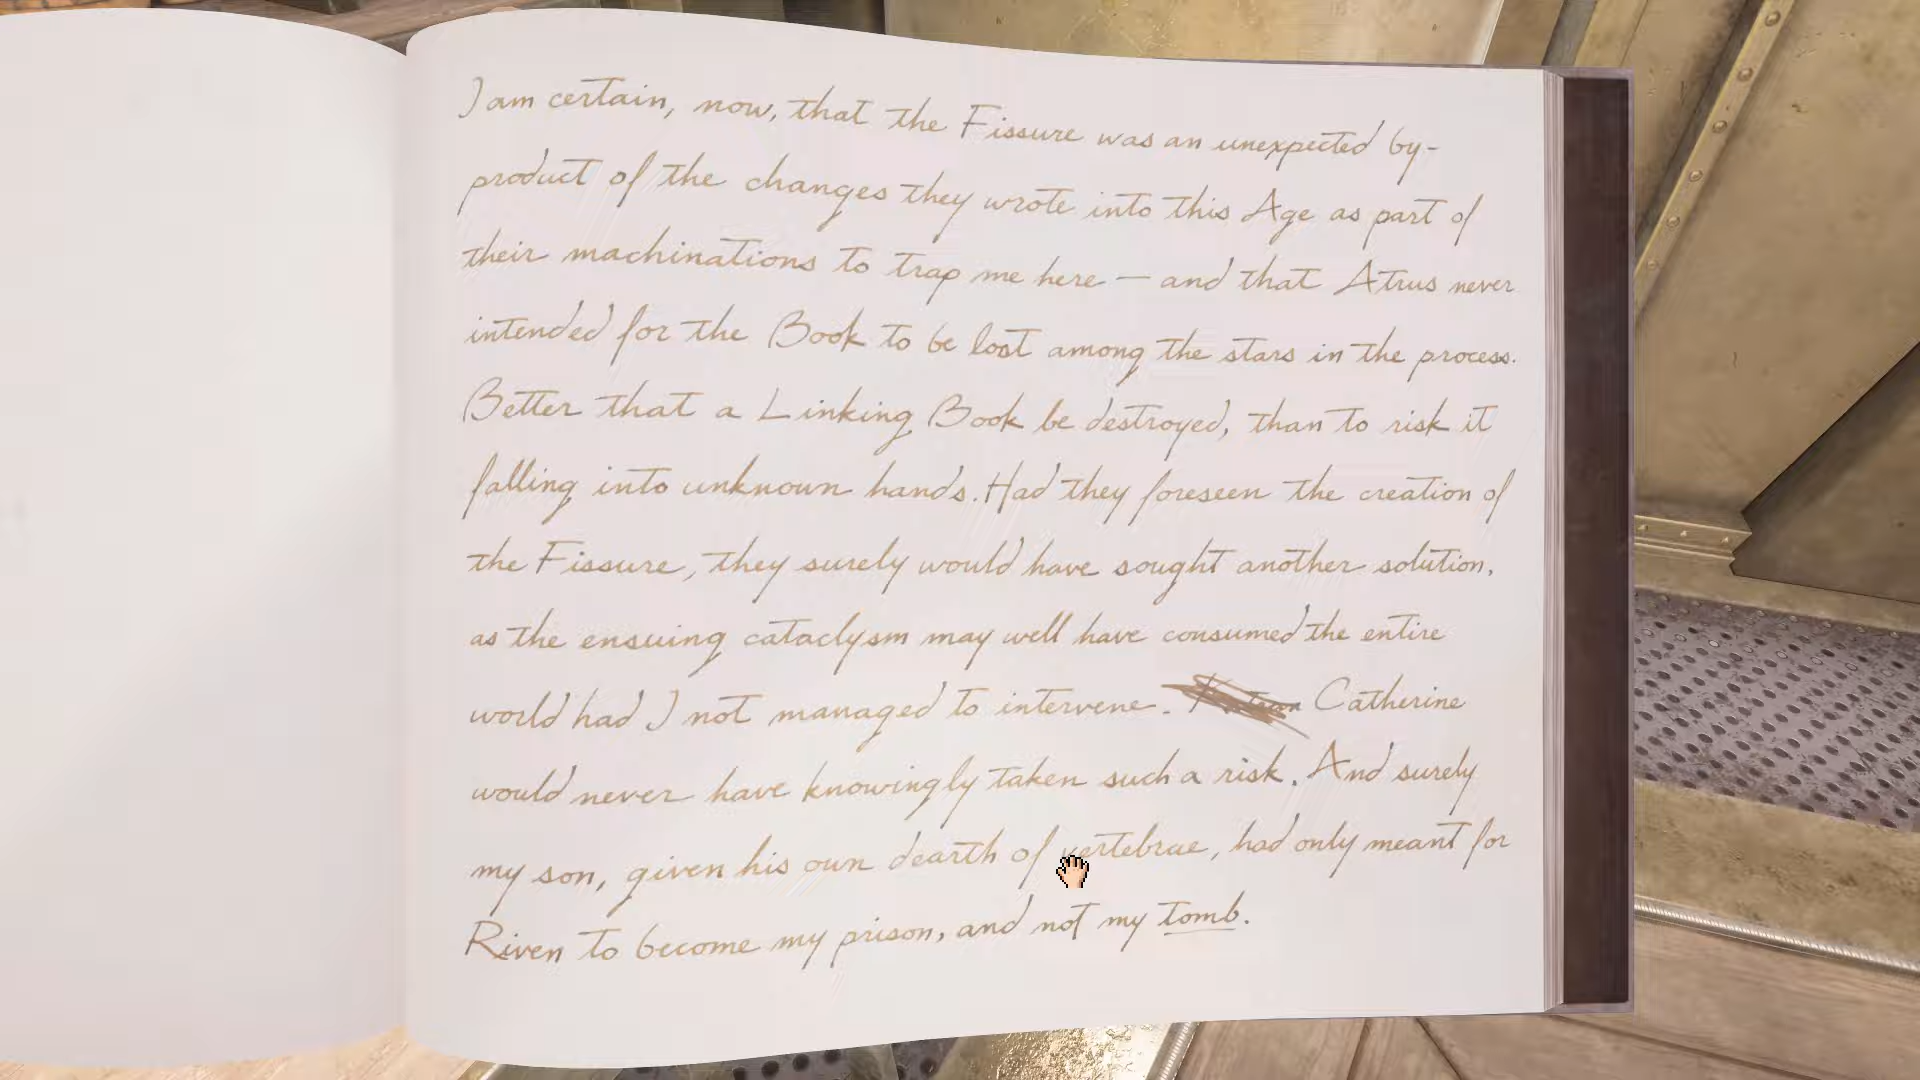 I am certain, now, that the Fissure was an unexpected by-
product of the changes they wrote into this Age as part of
their machinations to trap me here — and that Atrus never
intended for the Book to be lost among the stars in the process.
Better that a Linking Book be destroyed, than to risk it
falling into unknown hands. Had they foreseen the creation of
the Fissure, they surely would have sought another solution,
as the ensuing cataclysm may well have consumed the entire
world had I not managed to intervene. Catherine
would never have knowingly taken such a risk. And surely
my son, given his own dearth of vertebrae, had only meant for
Riven to become my prison, and not my tomb.